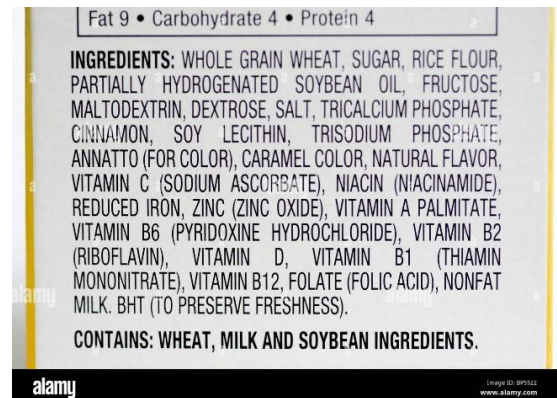 Fat 9 • Carbohydrate 4 • Protein 4
INGREDIENTS: WHOLE GRAIN WHEAT, SUGAR, RICE FLOUR,
PARTIALLY HYDROGENATED SOYBEAN OIL, FRUCTOSE,
MALTODEXTRIN, DEXTROSE, SALT, TRICALCIUM PHOSPHATE,
CINNAMON, SOY LECITHIN, TRISODIUM PHOSPHATE,
ANNATTO (FOR COLOR), CARAMEL COLOR, NATURAL FLAVOR,
VITAMIN C (SODIUM ASCORBATE), NIACIN (NIACINAMIDE),
REDUCED IRON, ZINC (ZINC OXIDE), VITAMIN A PALMITATE,
VITAMIN B6 (PYRIDOXINE HYDROCHLORIDE), VITAMIN B2
(RIBOFLAVIN), VITAMIN D, VITAMIN B1 (THIAMIN
MONONITRATE), VITAMIN B12, FOLATE (FOLIC ACID), NONFAT
MILK. BHT (TO PRESERVE FRESHNESS).
CONTAINS: WHEAT, MILK AND SOYBEAN INGREDIENTS.
alamy
Image ID: BP5522
www.alamy.com